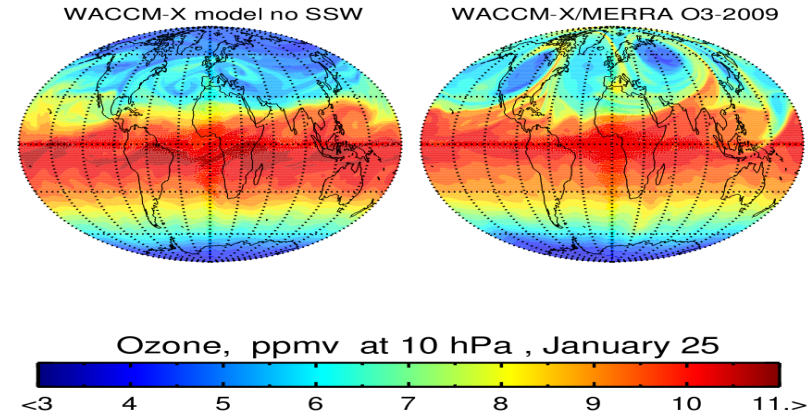 WACCM-X model no SSW
WACCM-X/MERRA O3-2009
Ozone, ppmv at 10 hPa , January 25
<3 4 5 6 7 8 9 10 11.>